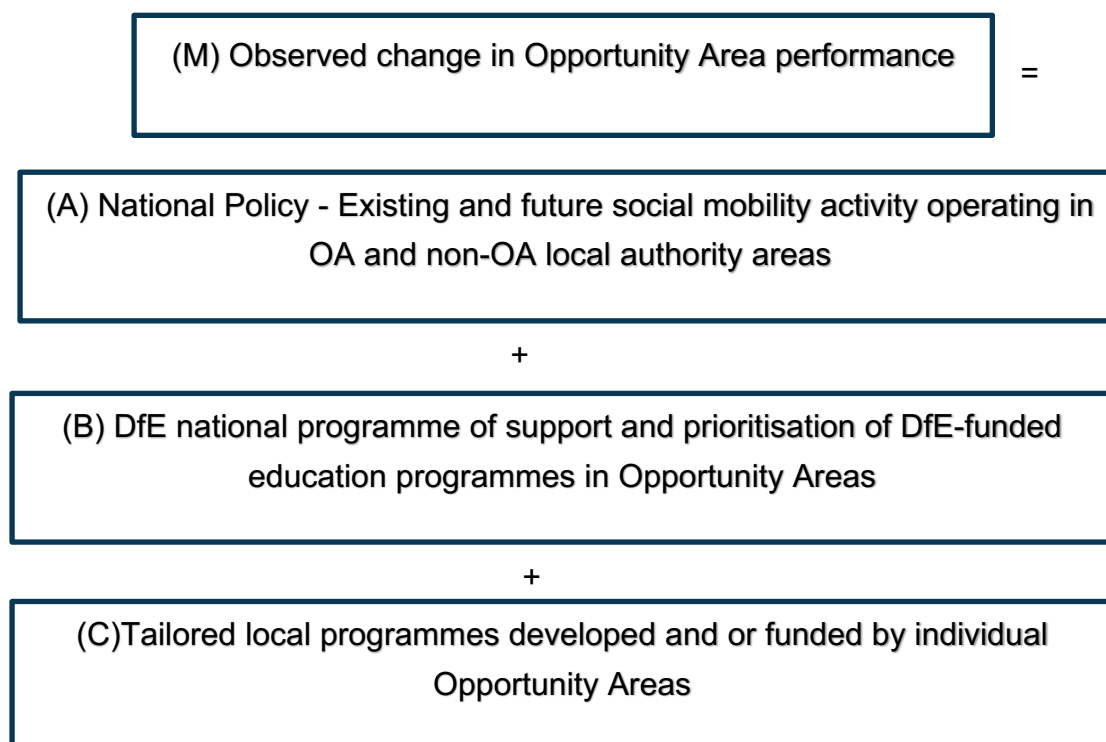 (M) Observed change in Opportunity Area performance
=
(A) National Policy - Existing and future social mobility activity operating in
OA and non-OA local authority areas
+
(B) DfE national programme of support and prioritisation of DfE-funded
education programmes in Opportunity Areas
+
(C)Tailored local programmes developed and or funded by individual
Opportunity Areas